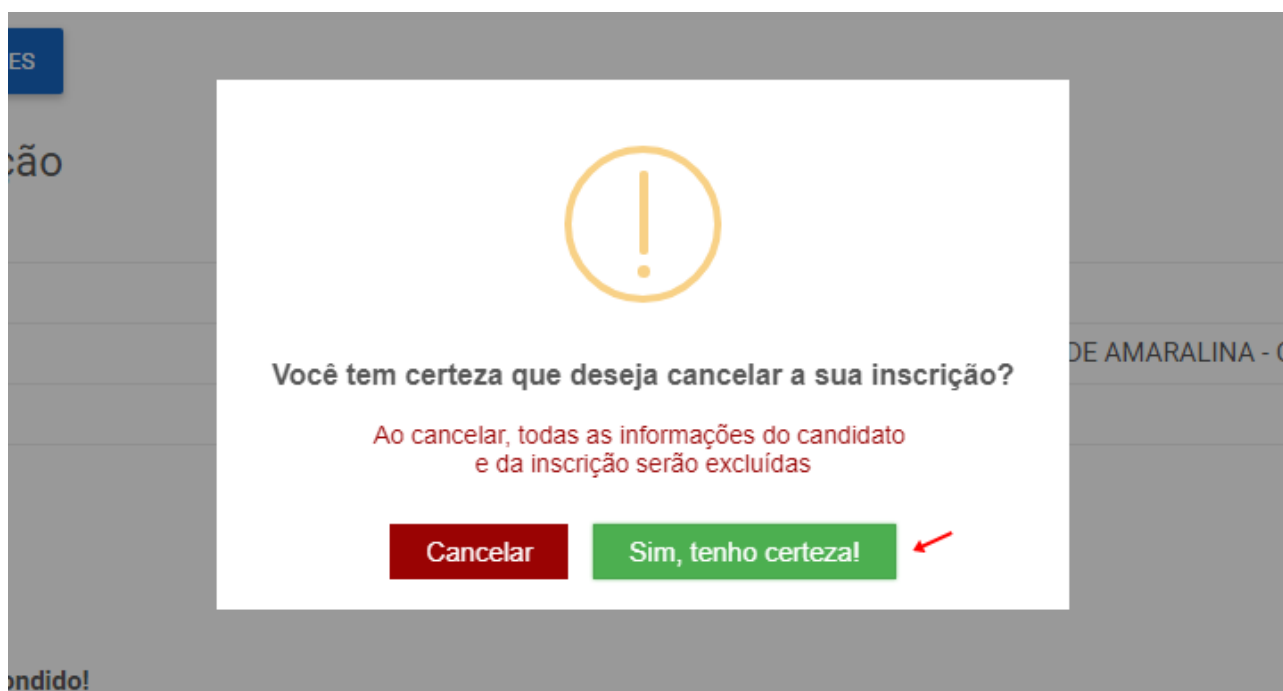 ES
ção
DE AMARALINA -
Você tem certeza que deseja cancelar a sua inscrição?
Ao cancelar, todas as informações do candidato
e da inscrição serão excluídas
Cancelar
Sim, tenho certeza!
ondido!